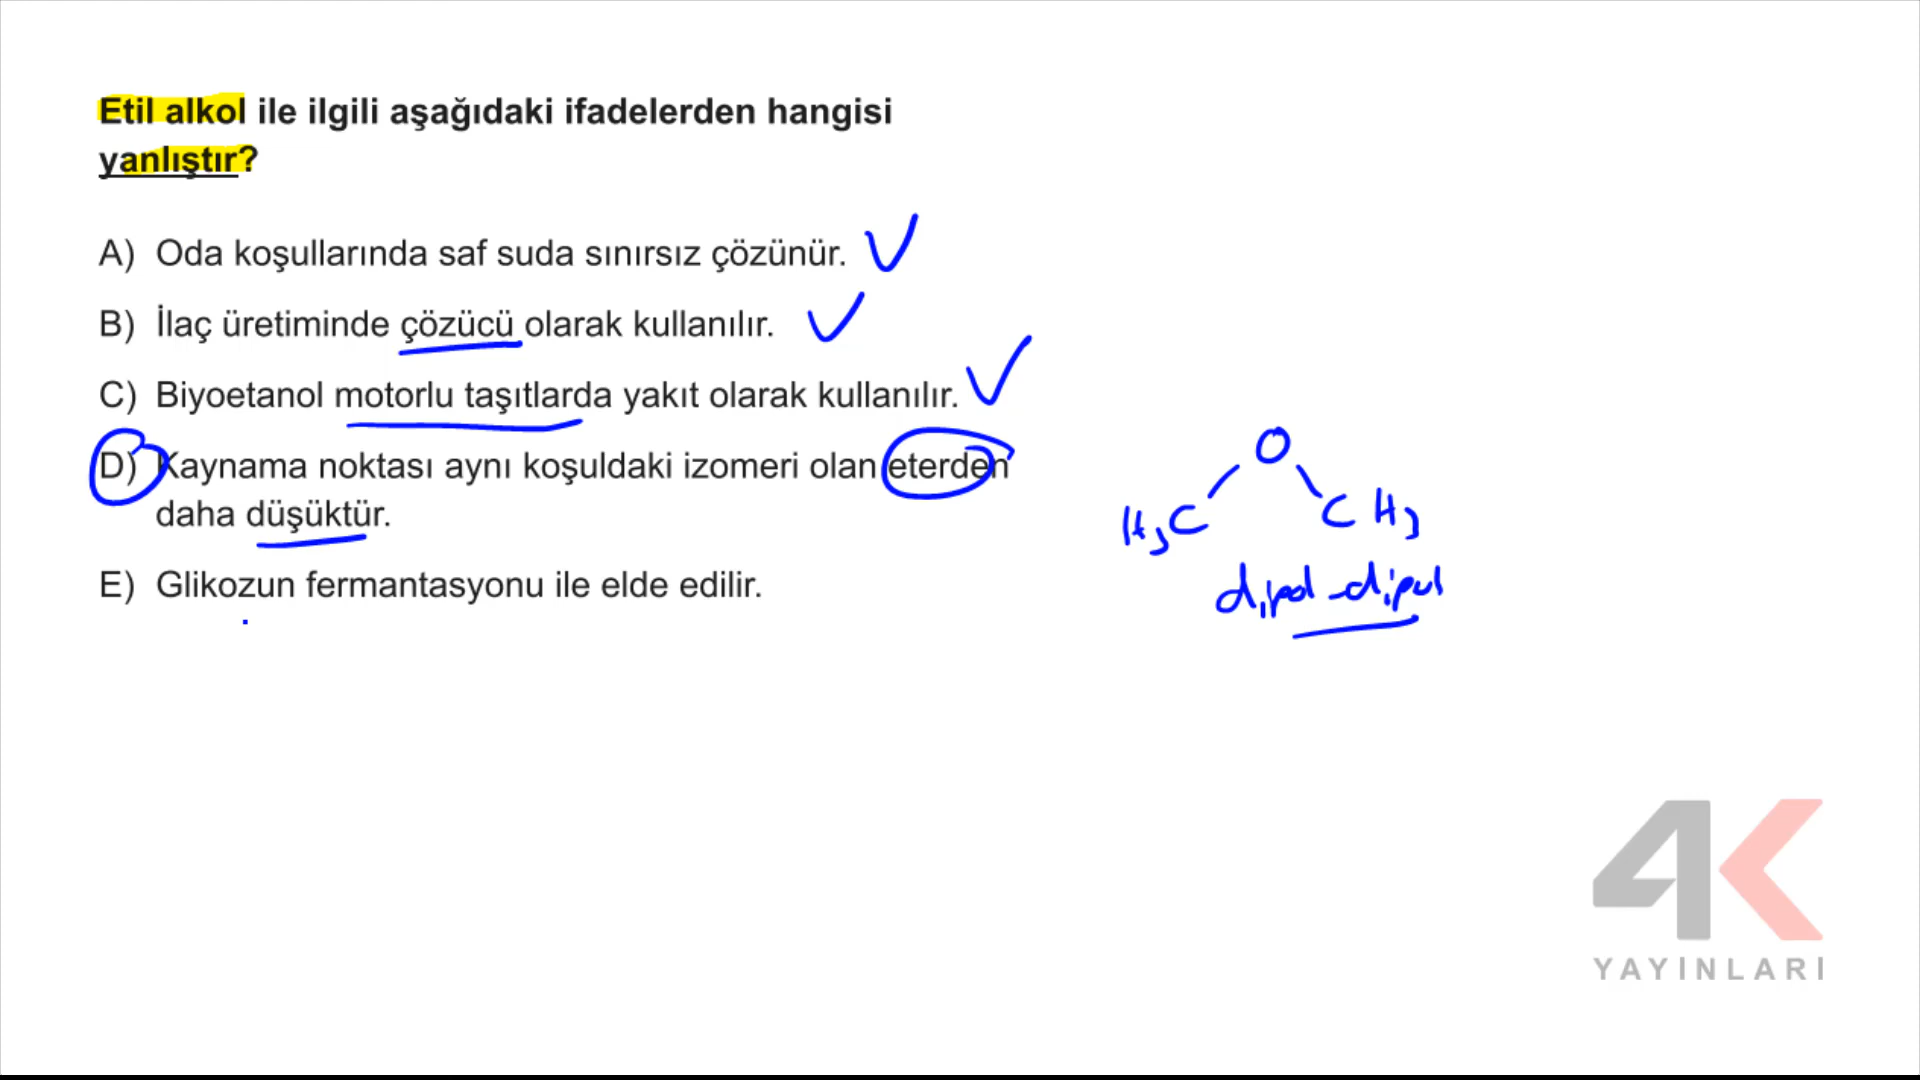 Etil alkol ile ilgili aşağıdaki ifadelerden hangisi
yanlıştır?
A) Oda koşullarında saf suda sınırsız çözünür.
B) İlaç üretiminde çözücü olarak kullanılır.
C) Biyoetanol motorlu taşıtlarda yakıt olarak kullanılır.
D) Kaynama noktası aynı koşuldaki izomeri olan eterden
daha düşüktür.
E) Glikozun fermantasyonu ile elde edilir.
O
H₃C CH₃
dipol-dipol
4K
YAYINLARI